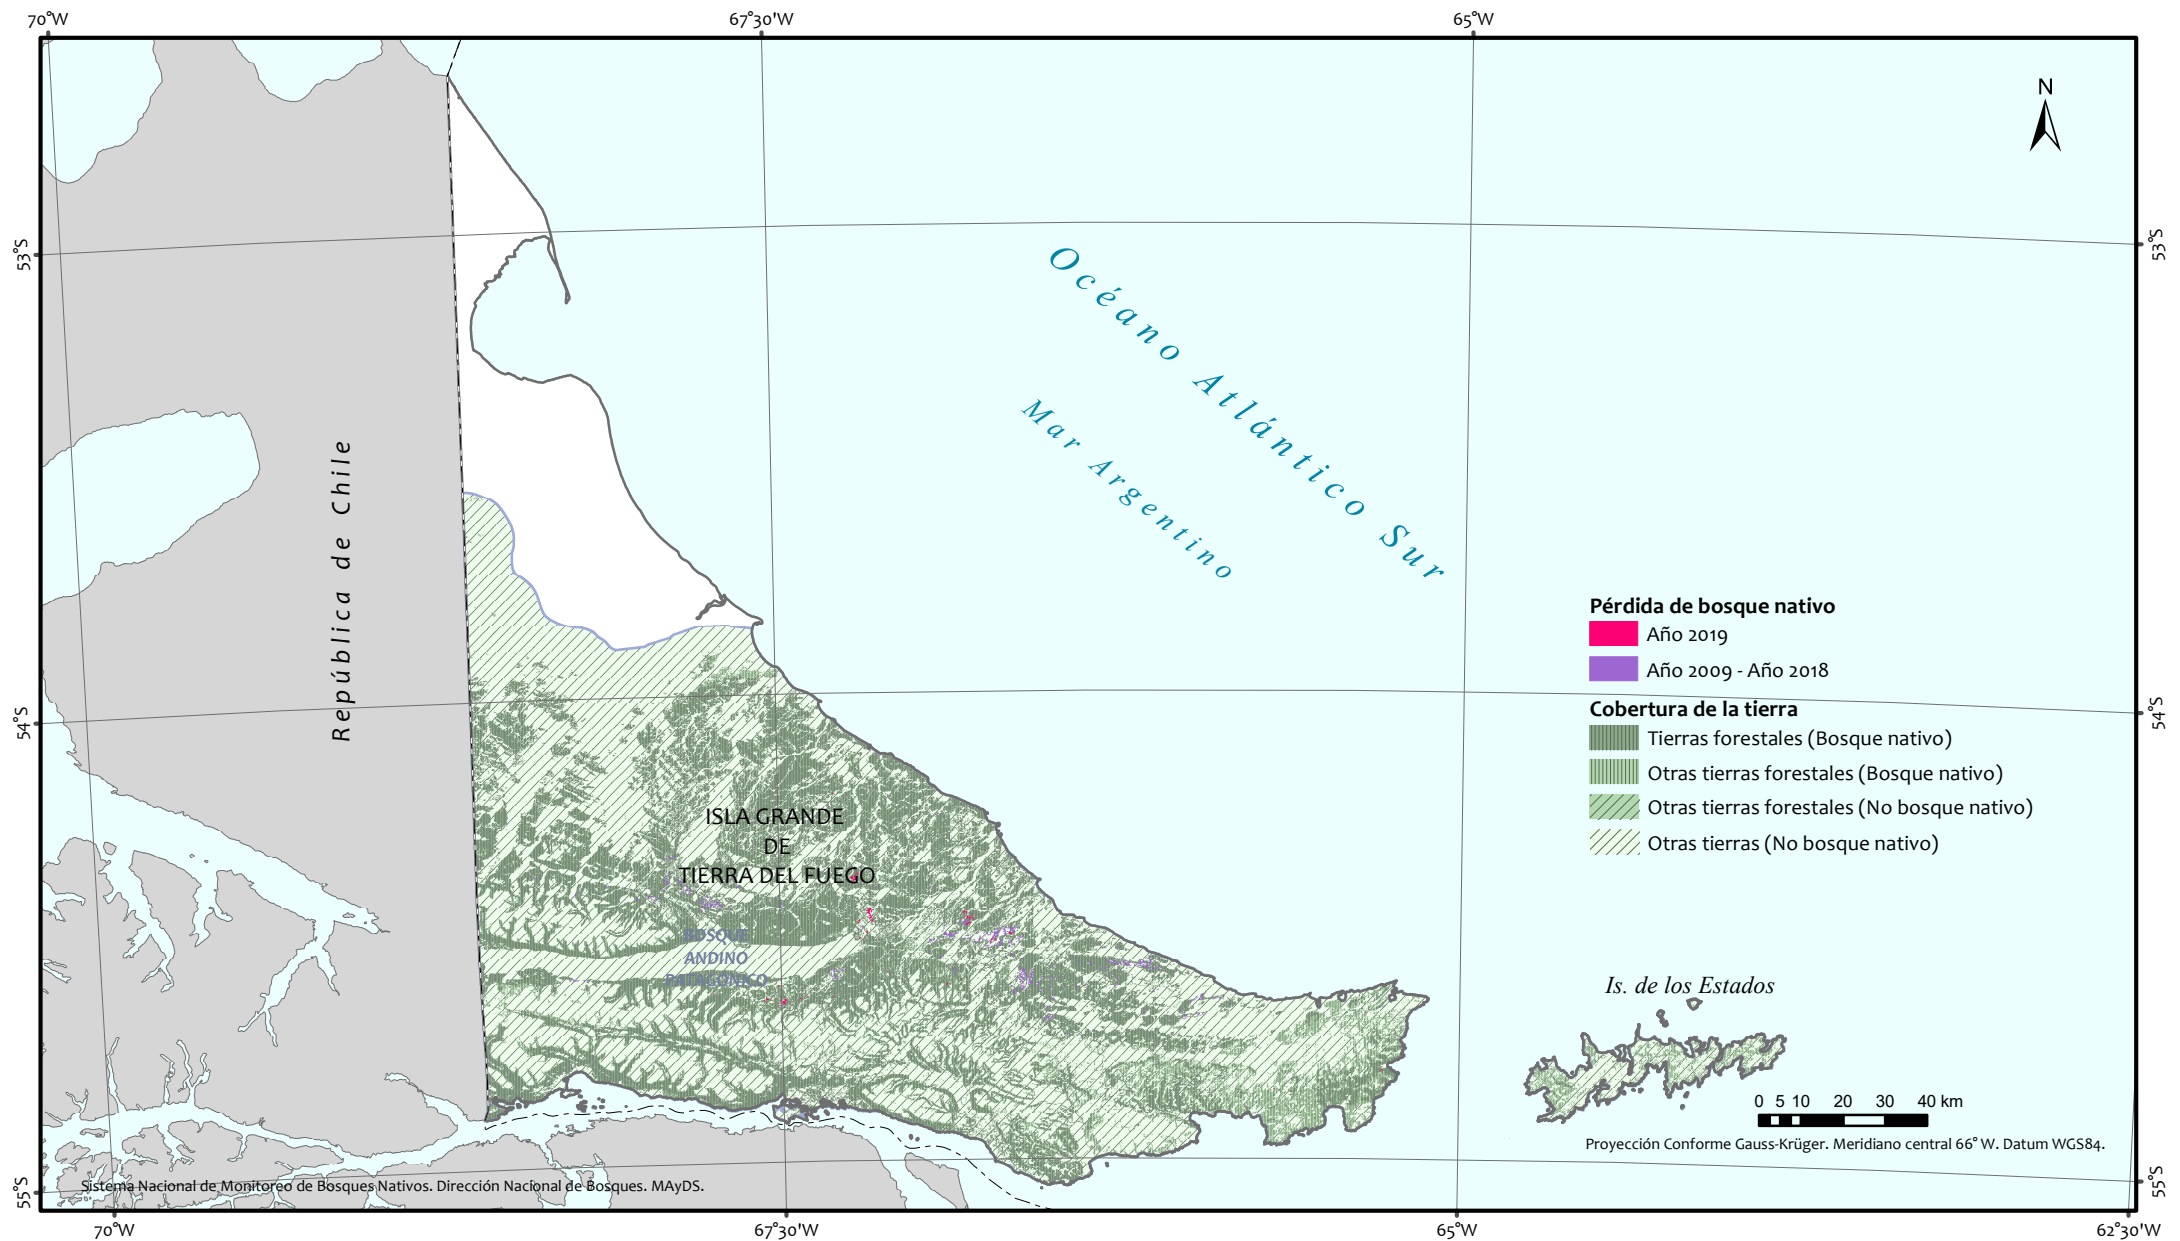 70°W
67°30'W
65°W
N
53°S
53°S
Océano Atlántico Sur
Mar Argentino
República de Chile
Pérdida de bosque nativo
Año 2019
Año 2009 - Año 2018
Cobertura de la tierra
54°S
54°S
Tierras forestales (Bosque nativo)
Otras tierras forestales (Bosque nativo)
Otras tierras forestales (No bosque nativo)
Otras tierras (No bosque nativo)
ISLA GRANDE
DE
TIERRA DEL FUEGO
BOSQUE
ANDINO
PATAGÓNICO
Is. de los Estados
0 5 10 20 30 40 km
Proyección Conforme Gauss-Krüger. Meridiano central 66° W. Datum WGS84.
55°S
55°S
Sistema Nacional de Monitoreo de Bosques Nativos. Dirección Nacional de Bosques. MAyDS.
70°W
67°30'W
65°W
62°30'W